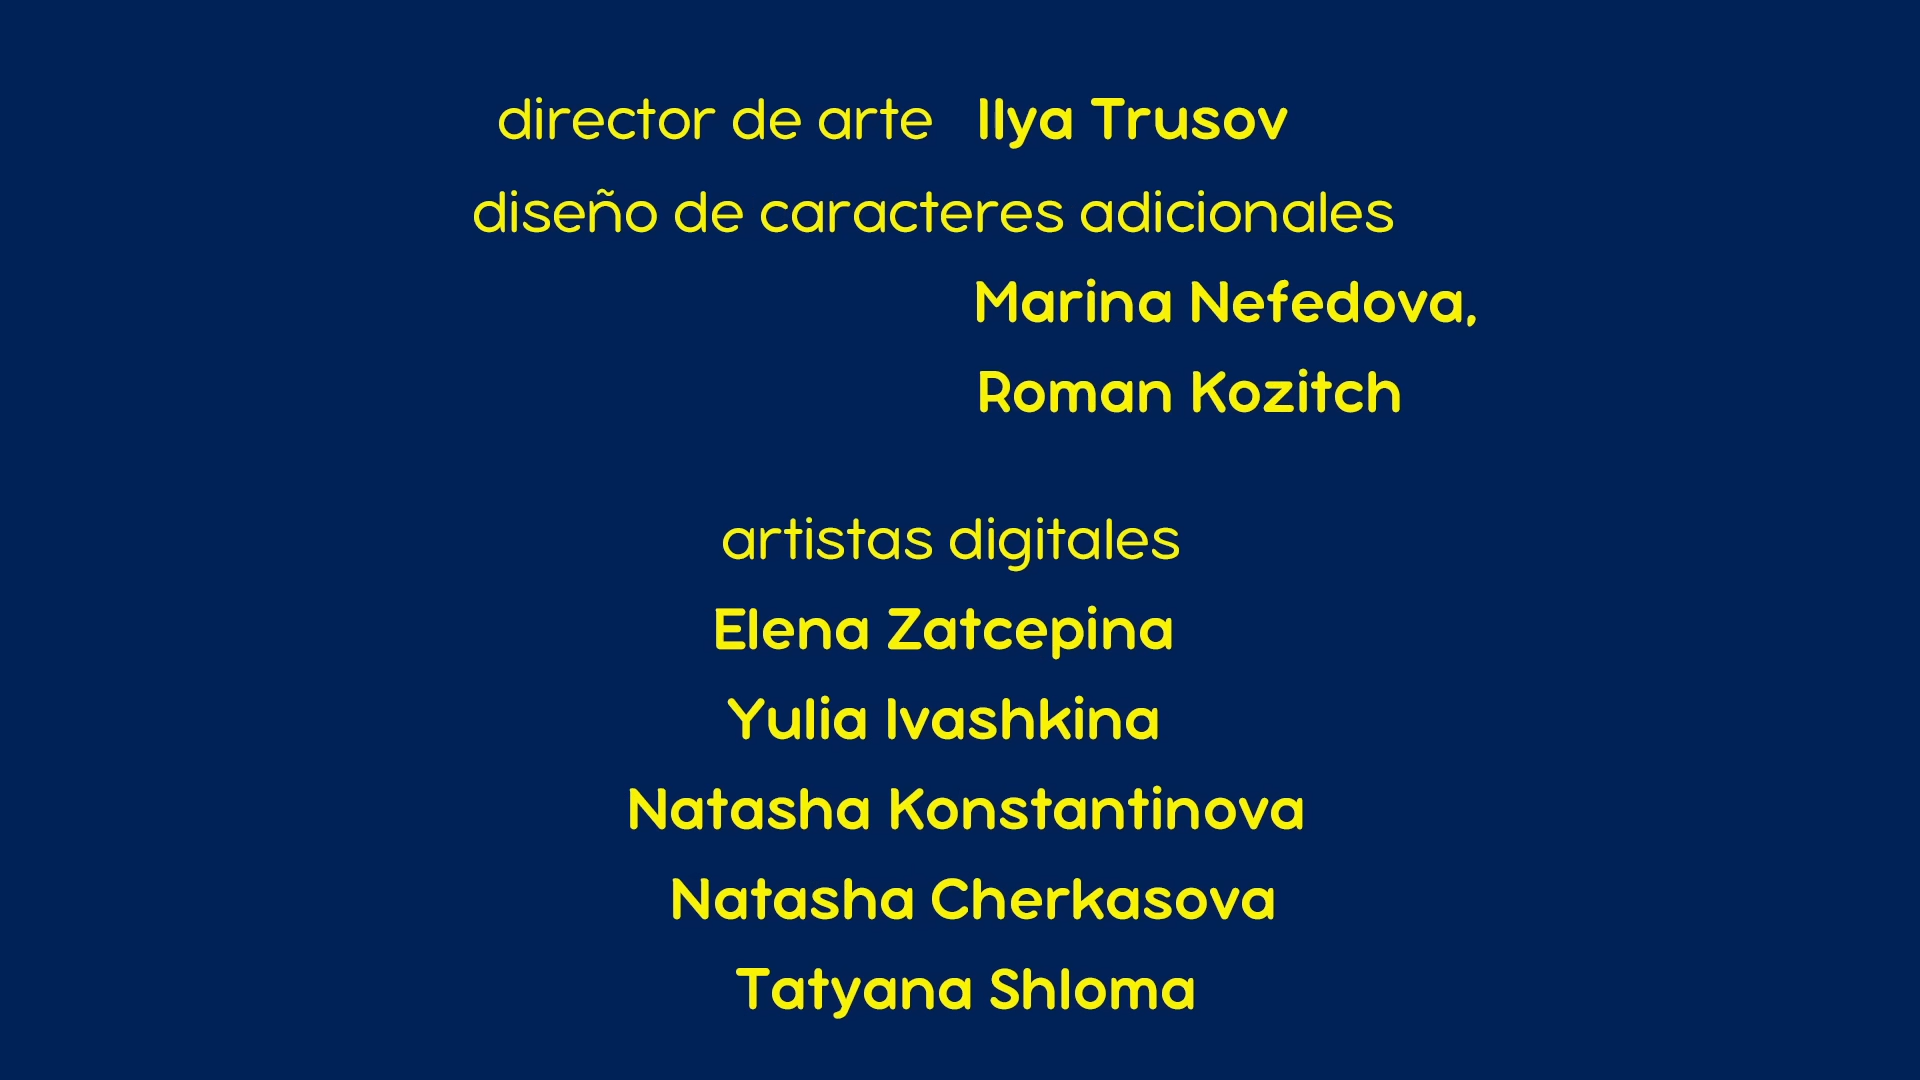 director de arte Ilya Trusov
diseño de caracteres adicionales
Marina Nefedova,
Roman Kozitch
artistas digitales
Elena Zatcepina
Yulia Ivashkina
Natasha Konstantinova
Natasha Cherkasova
Tatyana Shloma